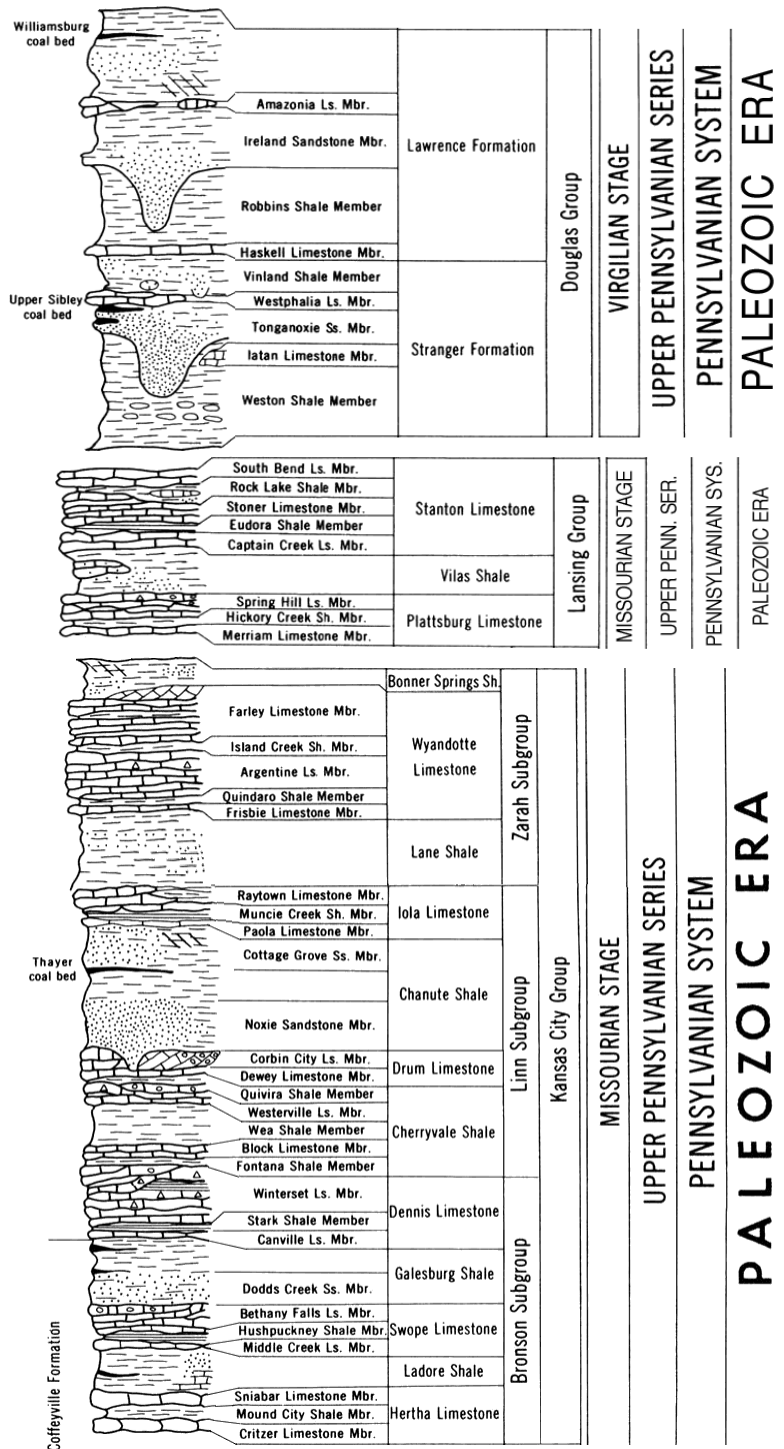 Williamsburg
coal bed
Amazonia Ls. Mbr.
Ireland Sandstone Mbr.
Lawrence Formation
Robbins Shale Member
Haskell Limestone Mbr.
Vinland Shale Member
Upper Sibley
coal bed
Westphalia Ls. Mbr.
Tonganoxie Ss. Mbr.
Iatan Limestone Mbr.
Stranger Formation
Weston Shale Member
Douglas Group
VIRGILIAN STAGE
UPPER PENNSYLVANIAN SERIES
PENNSYLVANIAN SYSTEM
PALEOZOIC ERA
South Bend Ls. Mbr.
Rock Lake Shale Mbr.
Stoner Limestone Mbr.
Stanton Limestone
Eudora Shale Member
Captain Creek Ls. Mbr.
Vilas Shale
Spring Hill Ls. Mbr.
Hickory Creek Sh. Mbr.
Plattsburg Limestone
Merriam Limestone Mbr.
Lansing Group
MISSOURIAN STAGE
UPPER PENN. SER.
PENNSYLVANIAN SYS.
PALEOZOIC ERA
Bonner Springs Sh.
Farley Limestone Mbr.
Island Creek Sh. Mbr.
Wyandotte
Limestone
Argentine Ls. Mbr.
Quindaro Shale Member
Frisbie Limestone Mbr.
Lane Shale
Zarah Subgroup
Raytown Limestone Mbr.
Muncie Creek Sh. Mbr.
Iola Limestone
Paola Limestone Mbr.
Cottage Grove Ss. Mbr.
Thayer
coal bed
Chanute Shale
Noxie Sandstone Mbr.
Corbin City Ls. Mbr.
Drum Limestone
Dewey Limestone Mbr.
Quivira Shale Member
Westerville Ls. Mbr.
Wea Shale Member
Cherryvale Shale
Block Limestone Mbr.
Fontana Shale Member
Linn Subgroup
Winterset Ls. Mbr.
Dennis Limestone
Stark Shale Member
Canville Ls. Mbr.
Galesburg Shale
Dodds Creek Ss. Mbr.
Bethany Falls Ls. Mbr.
Hushpuckney Shale Mbr.
Swope Limestone
Middle Creek Ls. Mbr.
Ladore Shale
Sniabar Limestone Mbr.
Mound City Shale Mbr.
Hertha Limestone
Critzer Limestone Mbr.
Coffeyville Formation
Bronson Subgroup
Kansas City Group
MISSOURIAN STAGE
UPPER PENNSYLVANIAN SERIES
PENNSYLVANIAN SYSTEM
PALEOZOIC ERA